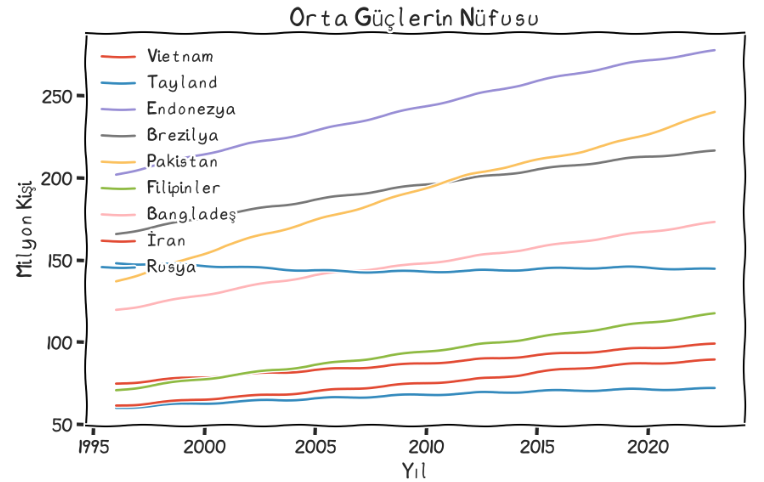 Orta Güçlerin Nüfusu
Vietnam
Tayland
Endonezya
Brezilya
Pakistan
Filipinler
Bangladeş
İran
Rusya
250
200
150
100
50
Milyon Kişi
1995 2000 2005 2010 2015 2020
Yıl